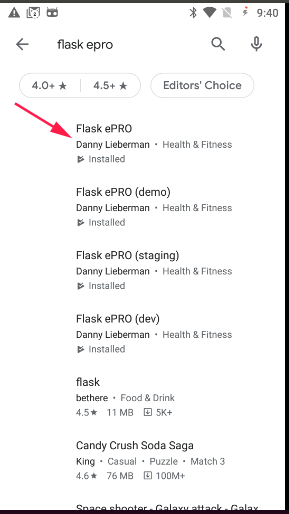 9:40
flask epro
4.0+ ★ 4.5+ ★ Editors' Choice
Flask ePRO
Danny Lieberman • Health & Fitness
Installed
Flask ePRO (demo)
Danny Lieberman • Health & Fitness
Installed
Flask ePRO (staging)
Danny Lieberman • Health & Fitness
Installed
Flask ePRO (dev)
Danny Lieberman • Health & Fitness
Installed
flask
bethere • Food & Drink
4.5 ★ 11 MB 5K+
Candy Crush Soda Saga
King • Casual • Puzzle • Match 3
4.6 ★ 76 MB 100M+
Space shooter - Galaxy attack - Galax